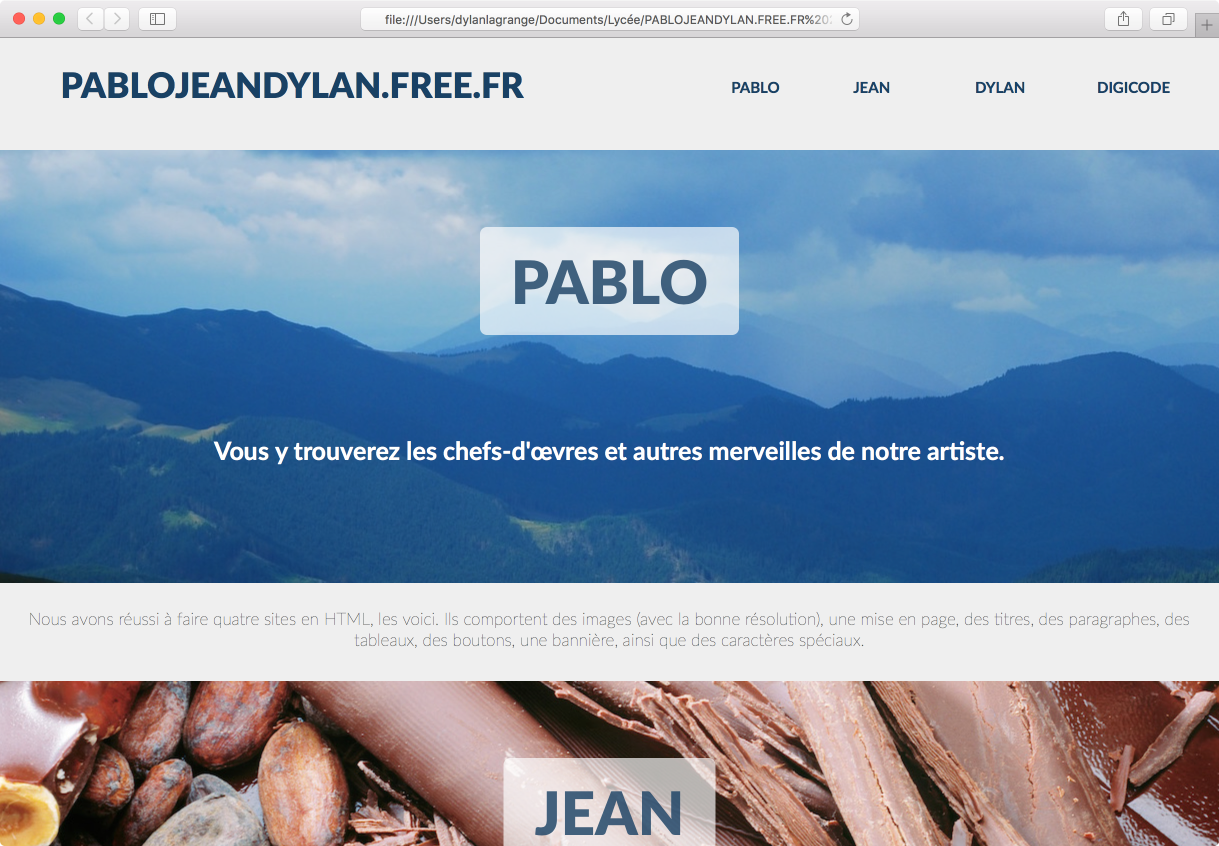 file:///Users/dylanlagrange/Documents/Lycée/PABLOJEANDYLAN.FREE.FR%20
PABLOJEANDYLAN.FREE.FR
PABLO JEAN DYLAN DIGICODE
PABLO
Vous y trouverez les chefs-d'œvres et autres merveilles de notre artiste.
Nous avons réussi à faire quatre sites en HTML, les voici. Ils comportent des images (avec la bonne résolution), une mise en page, des titres, des paragraphes, des
tableaux, des boutons, une bannière, ainsi que des caractères spéciaux.
JEAN